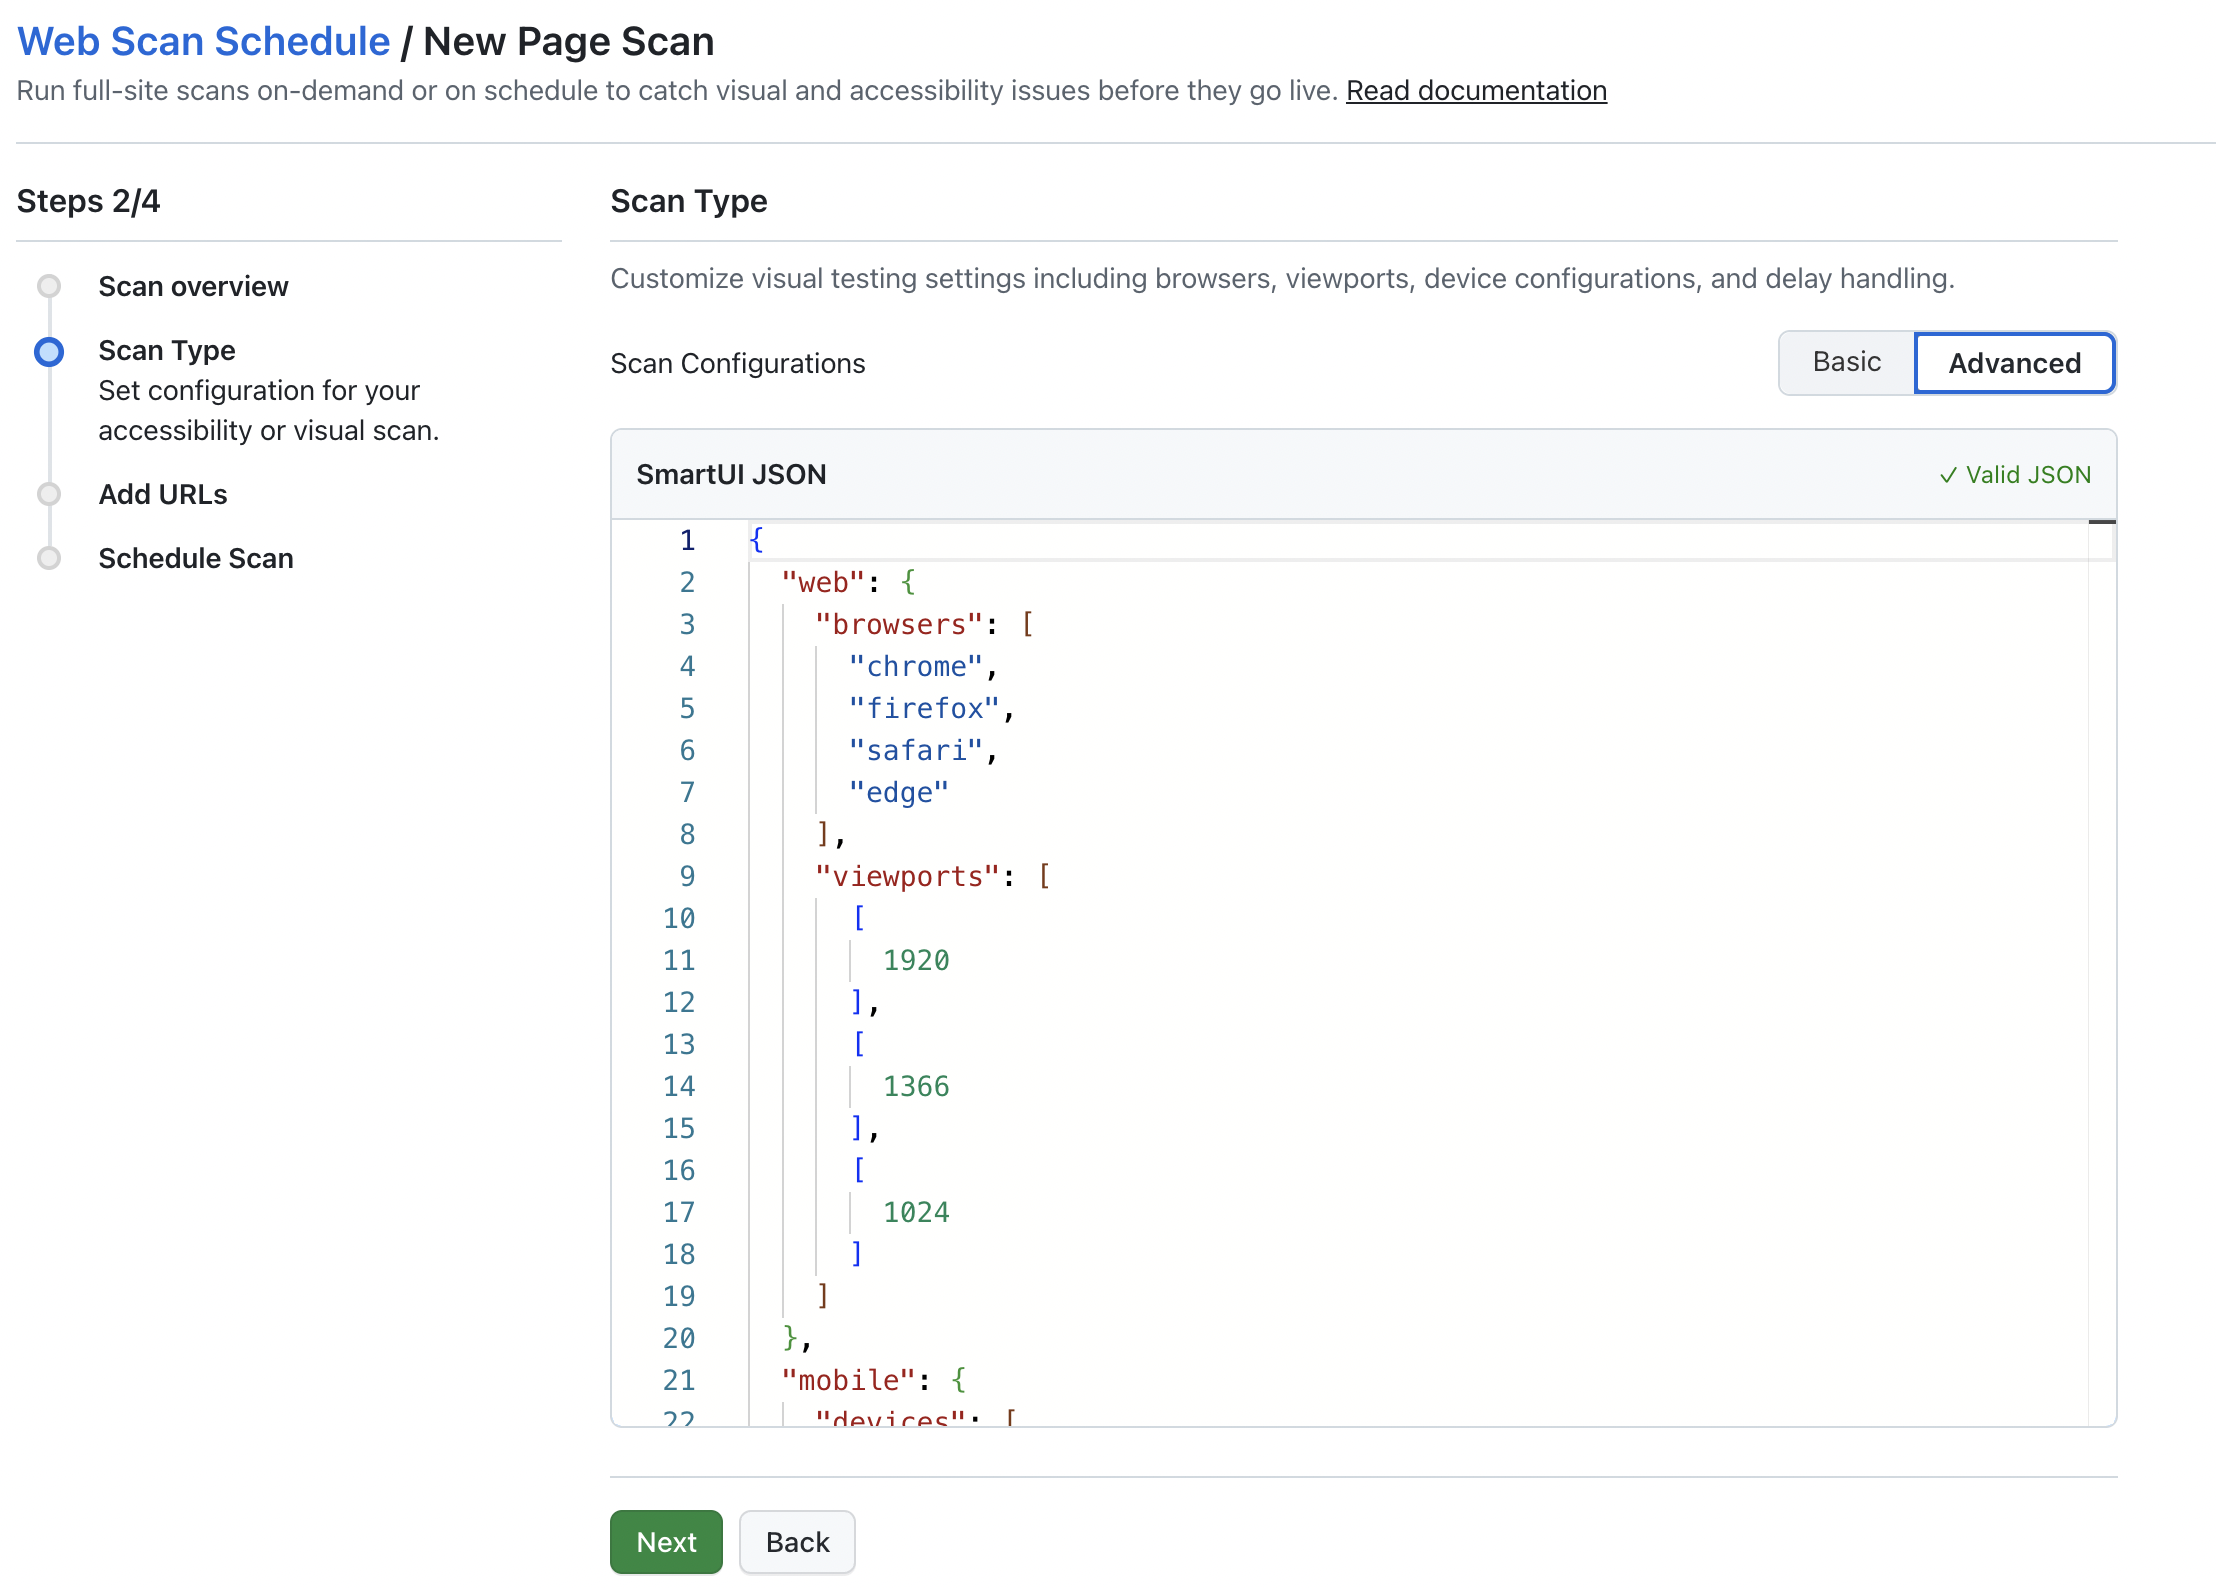 Web Scan Schedule / New Page Scan
Run full-site scans on-demand or on schedule to catch visual and accessibility issues before they go live. Read documentation
Steps 2/4
Scan overview
Scan Type
Set configuration for your
accessibility or visual scan.
Add URLs
Schedule Scan
Scan Type
Customize visual testing settings including browsers, viewports, device configurations, and delay handling.
Scan Configurations
Basic
Advanced
SmartUI JSON
✓ Valid JSON
1 {
2 "web": {
3 "browsers": [
4 "chrome",
5 "firefox",
6 "safari",
7 "edge"
8 ],
9 "viewports": [
10 [
11 1920
12 ],
13 [
14 1366
15 ],
16 [
17 1024
18 ]
19 ]
20 },
21 "mobile": {
22 "devices": [
Next
Back